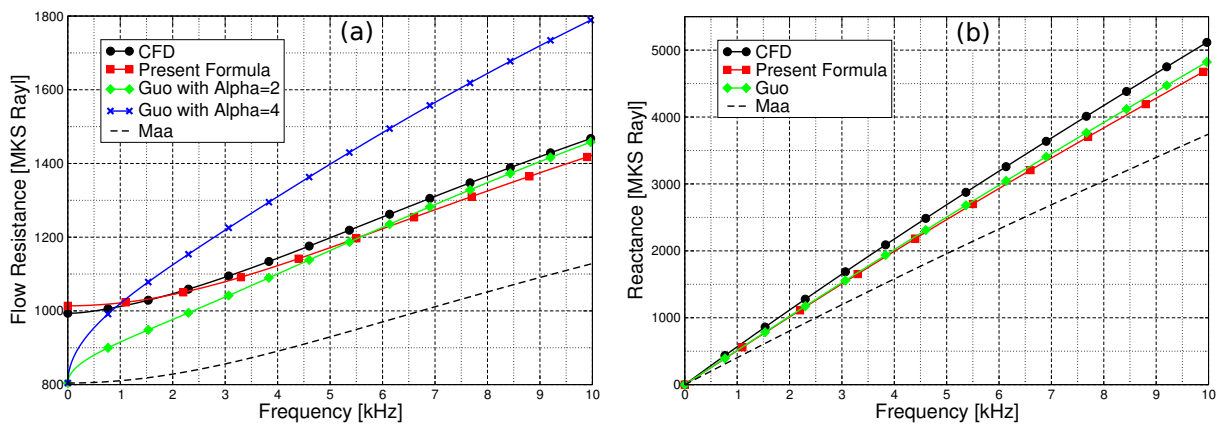 (a)
CFD
Present Formula
Guo with Alpha=2
Guo with Alpha=4
Maa
Flow Resistance [MKS Rayl]
1800
1600
1400
1200
1000
800
0 1 2 3 4 5 6 7 8 9 10
Frequency [kHz]
(b)
CFD
Present Formula
Guo
Maa
Reactance [MKS Rayl]
5000
4000
3000
2000
1000
0
0 1 2 3 4 5 6 7 8 9 10
Frequency [kHz]